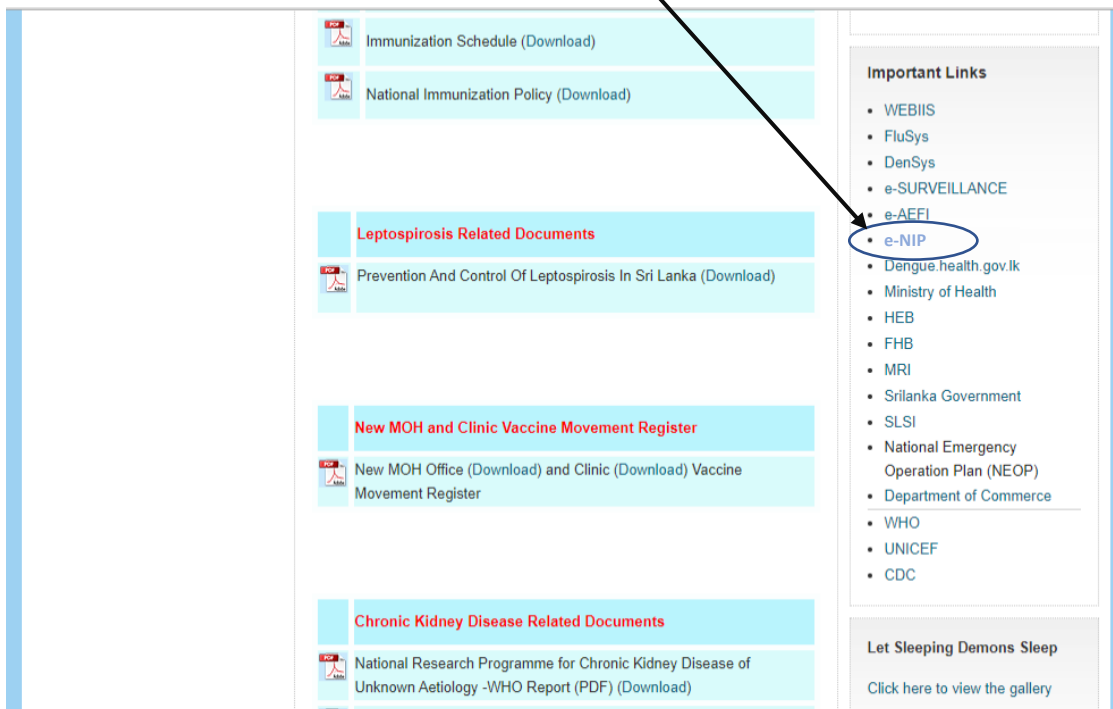 Immunization Schedule (Download)
National Immunization Policy (Download)
Leptospirosis Related Documents
Prevention And Control Of Leptospirosis In Sri Lanka (Download)
New MOH and Clinic Vaccine Movement Register
New MOH Office (Download) and Clinic (Download) Vaccine
Movement Register
Chronic Kidney Disease Related Documents
National Research Programme for Chronic Kidney Disease of
Unknown Aetiology -WHO Report (PDF) (Download)
Important Links
• WEBIIS
• FluSys
• DenSys
• e-SURVEILLANCE
• e-AEFI
• e-NIP
• Dengue.health.gov.lk
• Ministry of Health
• HEB
• FHB
• MRI
• Srilanka Government
• SLSI
• National Emergency
Operation Plan (NEOP)
• Department of Commerce
• WHO
• UNICEF
• CDC
Let Sleeping Demons Sleep
Click here to view the gallery